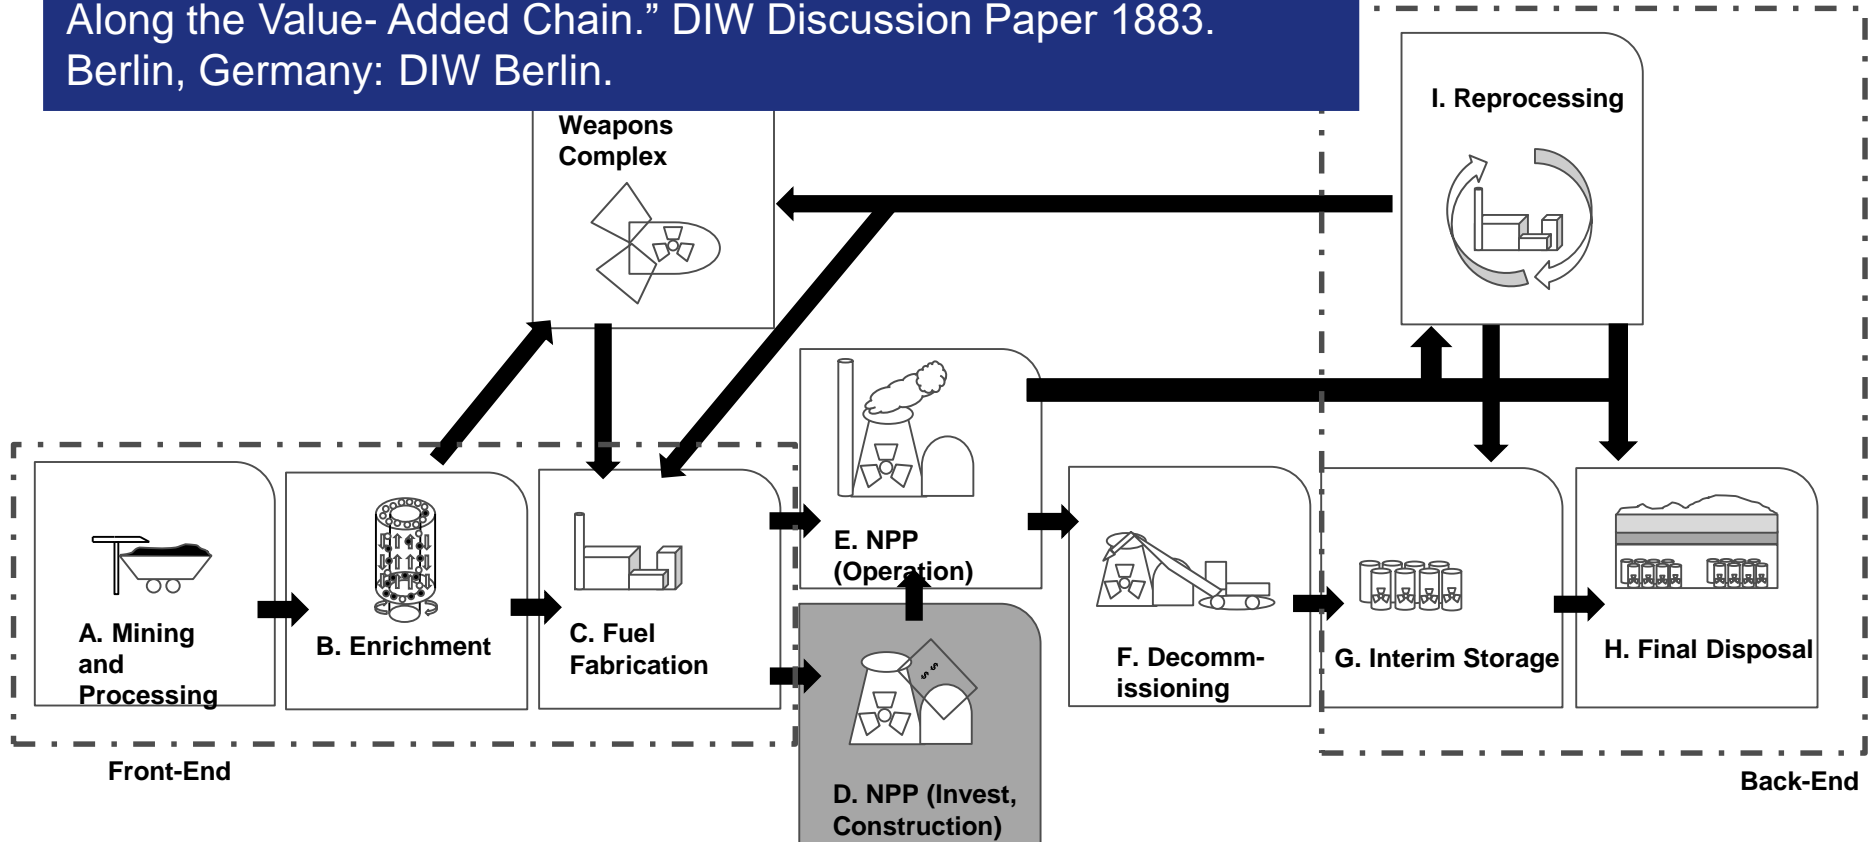 Along the Value- Added Chain.” DIW Discussion Paper 1883.
Berlin, Germany: DIW Berlin.
Weapons
Complex
I. Reprocessing
A. Mining
and
Processing
B. Enrichment
C. Fuel
Fabrication
E. NPP
(Operation)
D. NPP (Invest,
Construction)
$ $
F. Decomm-
issioning
G. Interim Storage
H. Final Disposal
Front-End
Back-End